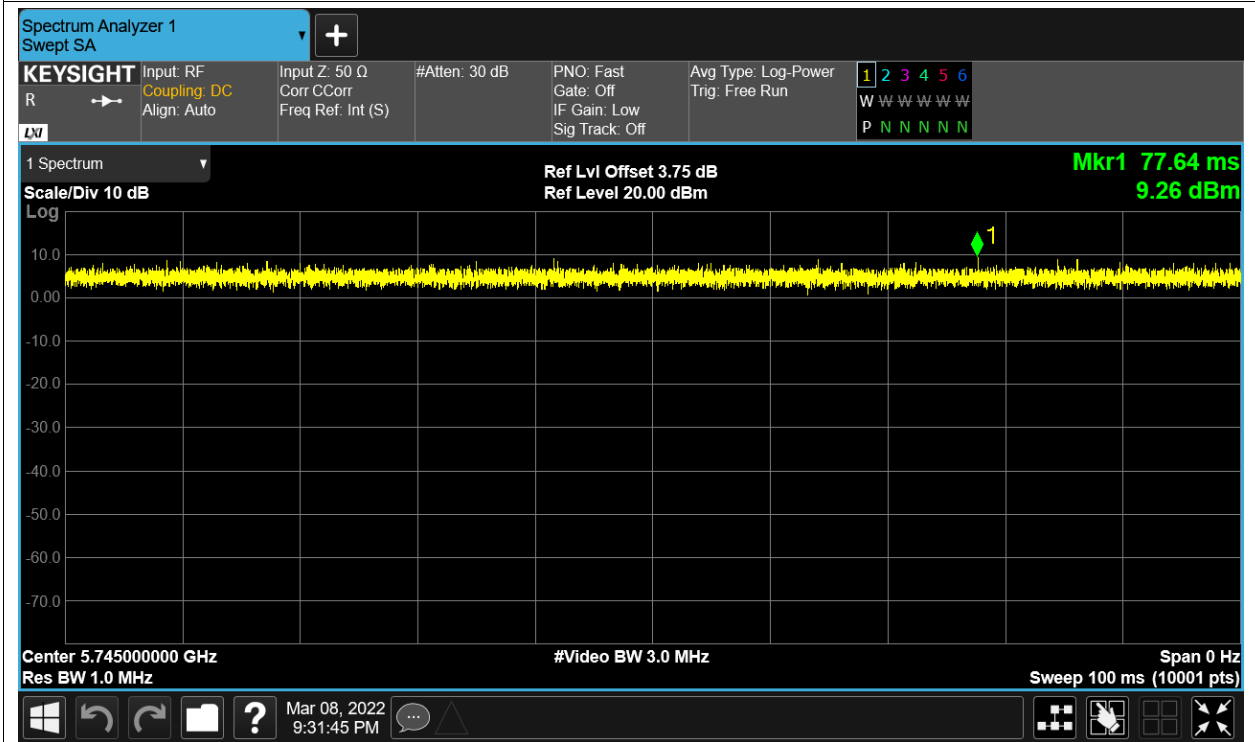 Spectrum Analyzer 1
Swept SA
+
KEYSIGHT
R
LXI
Input: RF
Coupling: DC
Align: Auto
Input Z: 50 Ω
Corr CCorr
Freq Ref: Int (S)
#Atten: 30 dB
PNO: Fast
Gate: Off
IF Gain: Low
Sig Track: Off
Avg Type: Log-Power
Trig: Free Run
1 2 3 4 5 6
W W W W W W
P N N N N N
1 Spectrum
Scale/Div 10 dB
Log
Ref Lvl Offset 3.75 dB
Ref Level 20.00 dBm
Mkr1 77.64 ms
9.26 dBm
1
10.0
0.00
-10.0
-20.0
-30.0
-40.0
-50.0
-60.0
-70.0
Center 5.745000000 GHz
Res BW 1.0 MHz
#Video BW 3.0 MHz
Span 0 Hz
Sweep 100 ms (10001 pts)
?
Mar 08, 2022
9:31:45 PM